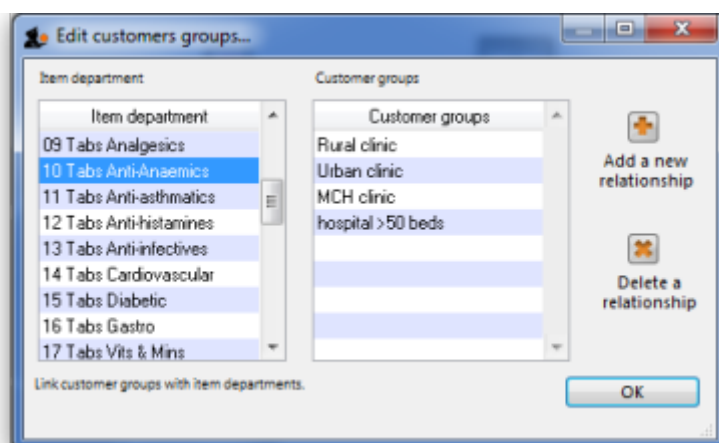 Edit customers groups...
Item department
Customer groups
Item department
09 Tabs Analgesics
10 Tabs Anti-Anaemics
11 Tabs Anti-asthmatics
12 Tabs Anti-histamines
13 Tabs Anti-infectives
14 Tabs Cardiovascular
15 Tabs Diabetic
16 Tabs Gastro
17 Tabs Vits & Mins
Customer groups
Rural clinic
Urban clinic
MCH clinic
hospital >50 beds
Add a new
relationship
Delete a
relationship
Link customer groups with item departments.
OK